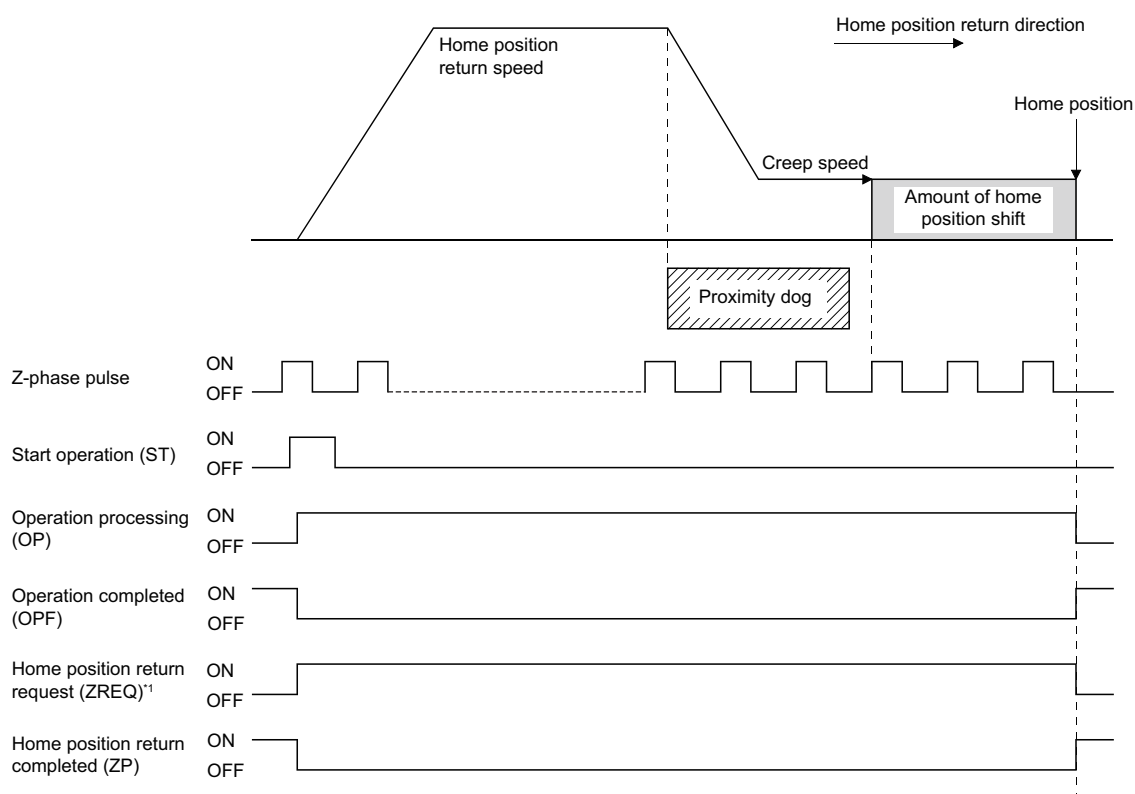 Home position return direction
Home position
return speed
Home position
Creep speed
Amount of home
position shift
Proximity dog
Z-phase pulse
ON
OFF
Start operation (ST)
ON
OFF
Operation processing
(OP)
ON
OFF
Operation completed
(OPF)
ON
OFF
Home position return
request (ZREQ)*1
ON
OFF
Home position return
completed (ZP)
ON
OFF